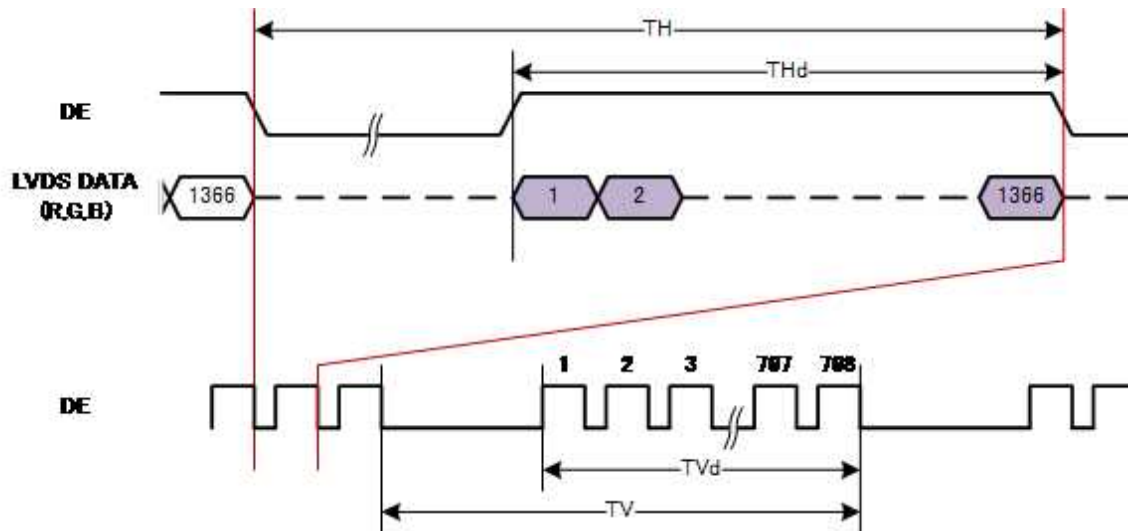 TH
THd
DE
LVDS DATA
(R,G,B)
1366
1
2
1366
1
2
3
767
768
DE
TVd
TV